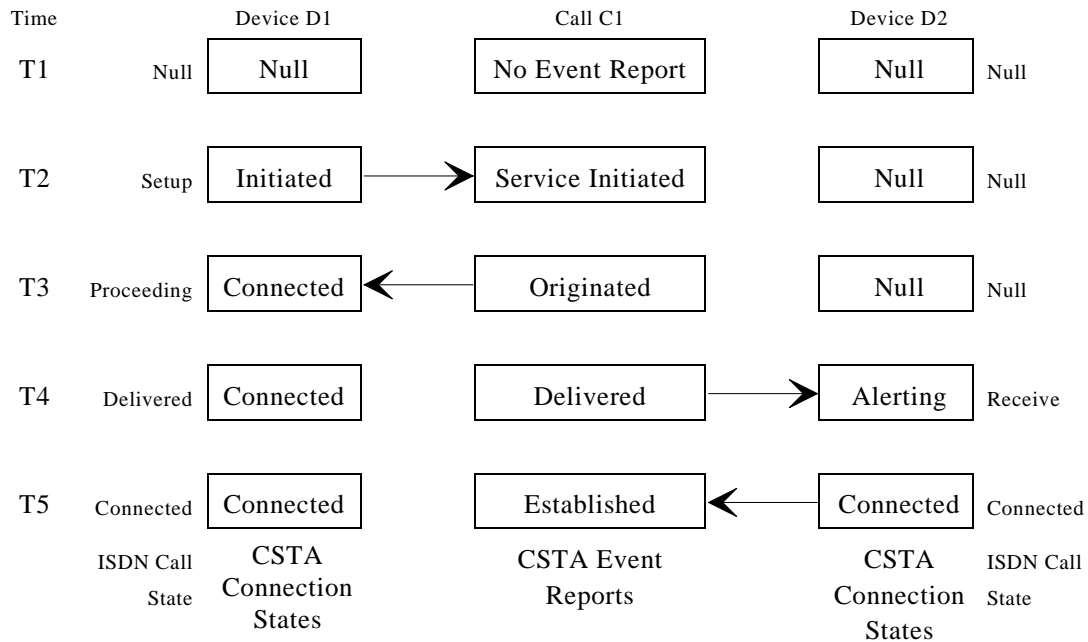 Time Device D1 Call C1 Device D2
T1 Null Null No Event Report Null Null
T2 Setup Initiated Service Initiated Null Null
T3 Proceeding Connected Originated Null Null
T4 Delivered Connected Delivered Alerting Receive
T5 Connected Connected Established Connected Connected
ISDN Call
State
CSTA
Connection
States
CSTA Event
Reports
CSTA
Connection
States
ISDN Call
State